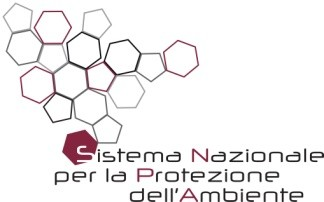 Sistema Nazionale
per la Protezione
dell'Ambiente